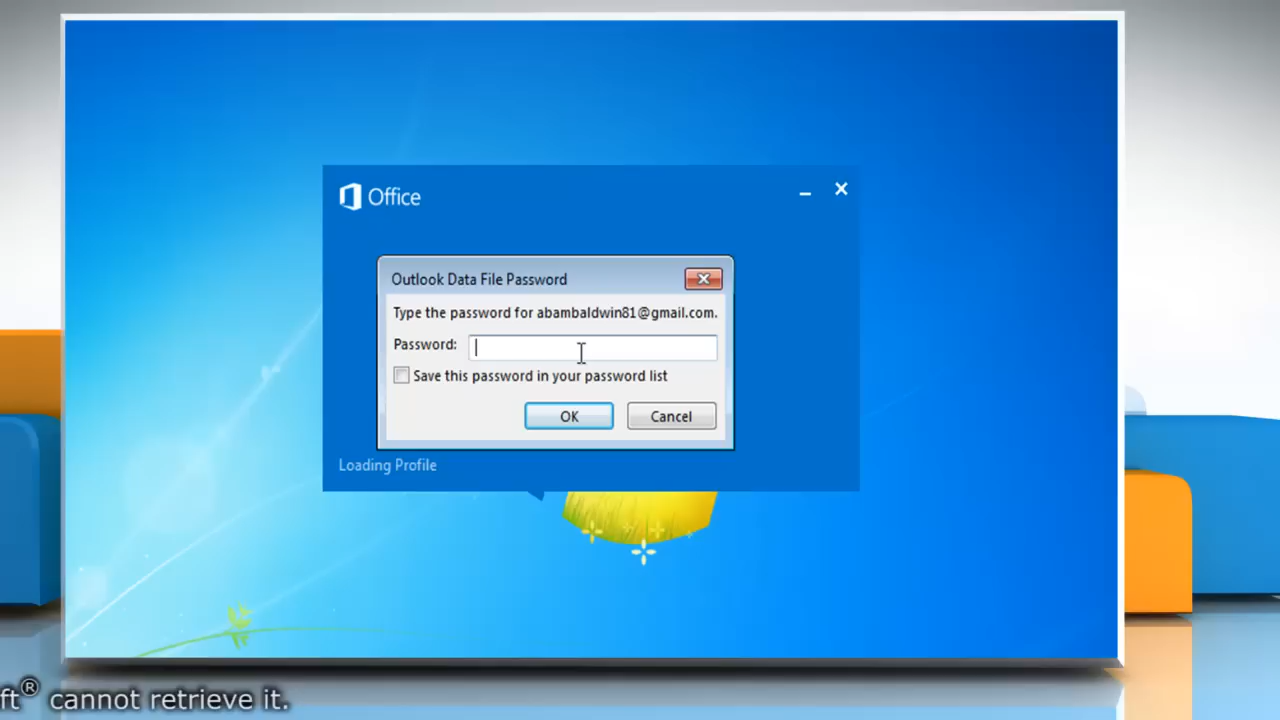 Office
Outlook Data File Password
Type the password for abambaldwin81@gmail.com.
Password:
Save this password in your password list
OK Cancel
Loading Profile
ft® cannot retrieve it.